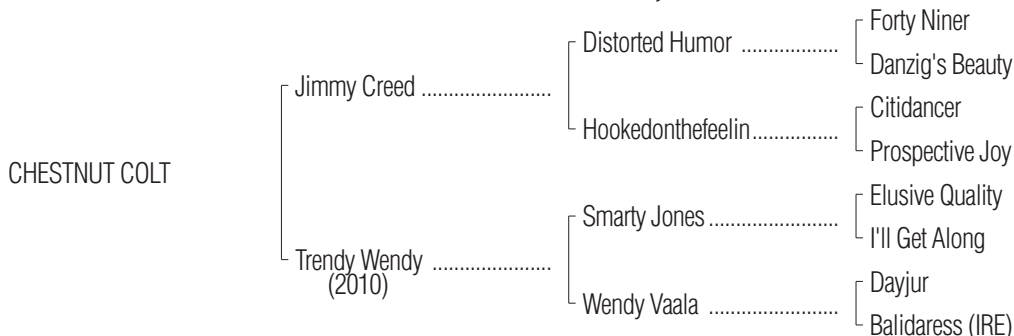 Forty Niner
Distorted Humor ..................
Danzig's Beauty
Jimmy Creed ........................
Citidancer
Hookedonthefeelin................
Prospective Joy
CHESTNUT COLT
Elusive Quality
Smarty Jones ........................
I'll Get Along
Trendy Wendy ......................
(2010)
Dayjur
Wendy Vaala ........................
Balidaress (IRE)